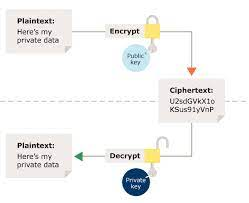 Plaintext:
Here's my
private data
Encrypt
Public
key
Ciphertext:
U2sdGVkX1o
KSus91yVnP
Plaintext:
Here's my
private data
Decrypt
Private
key